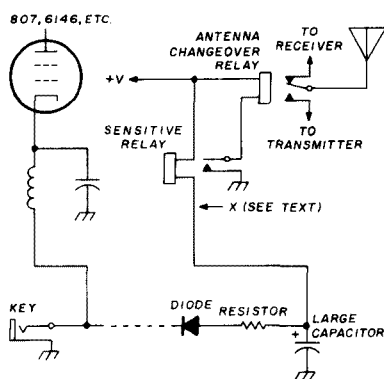 807, 6146, ETC.
ANTENNA
CHANGEOVER
RELAY
TO
RECEIVER
+V
SENSITIVE
RELAY
TO
TRANSMITTER
X (SEE TEXT)
KEY
DIODE
RESISTOR
LARGE
CAPACITOR
+